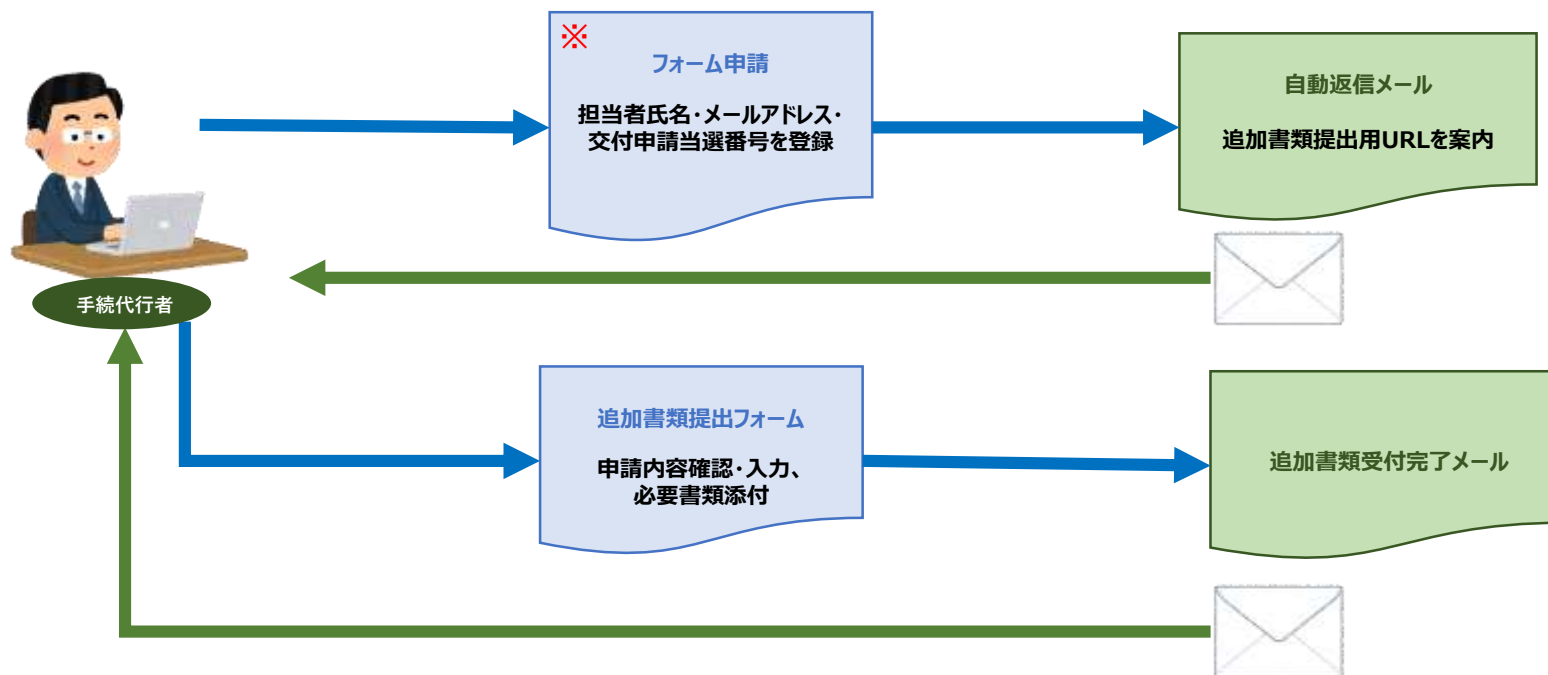 ※
フォーム申請
担当者氏名・メールアドレス・
交付申請当選番号を登録
自動返信メール
追加書類提出用URLを案内
手続代行者
追加書類提出フォーム
申請内容確認・入力、
必要書類添付
追加書類受付完了メール